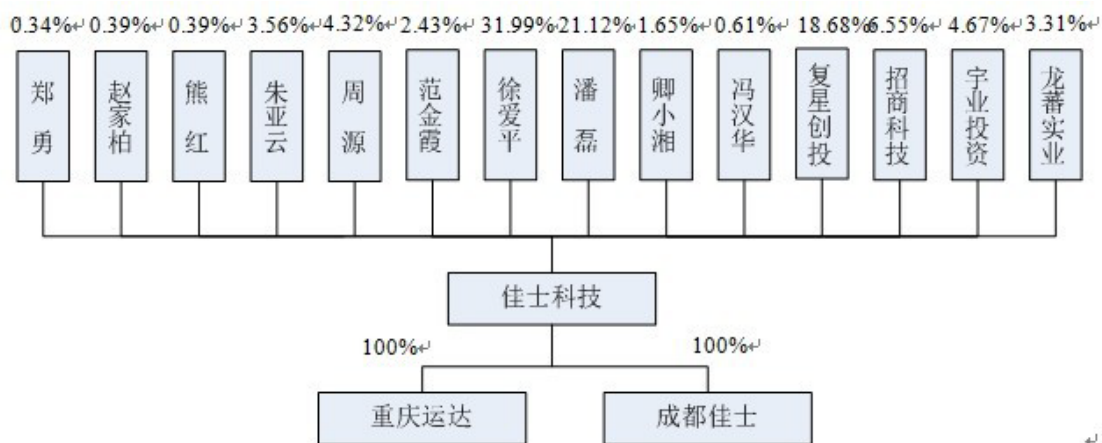 0.34% 0.39% 0.39% 3.56% 4.32% 2.43% 31.99% 21.12% 1.65% 0.61% 18.68% 6.55% 4.67% 3.31%
郑勇
赵家柏
熊红
朱亚云
周源
范金霞
徐爱平
潘磊
卿小湘
冯汉华
复星创投
招商科技
宇业投资
龙蕃实业
佳士科技
100% 100%
重庆运达
成都佳士